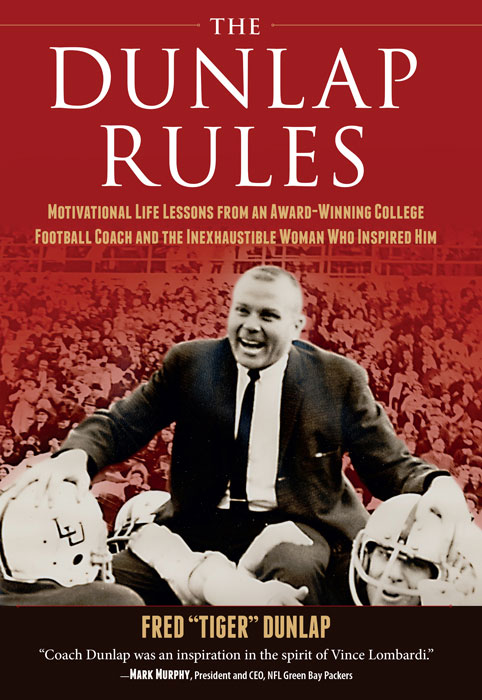 THE
DUNLAP
RULES
MOTIVATIONAL LIFE LESSONS FROM AN AWARD-WINNING COLLEGE
FOOTBALL COACH AND THE INEXHAUSTIBLE WOMAN WHO INSPIRED HIM
LU
FRED “TIGER” DUNLAP
“Coach Dunlap was an inspiration in the spirit of Vince Lombardi.”
—MARK MURPHY, President and CEO, NFL Green Bay Packers